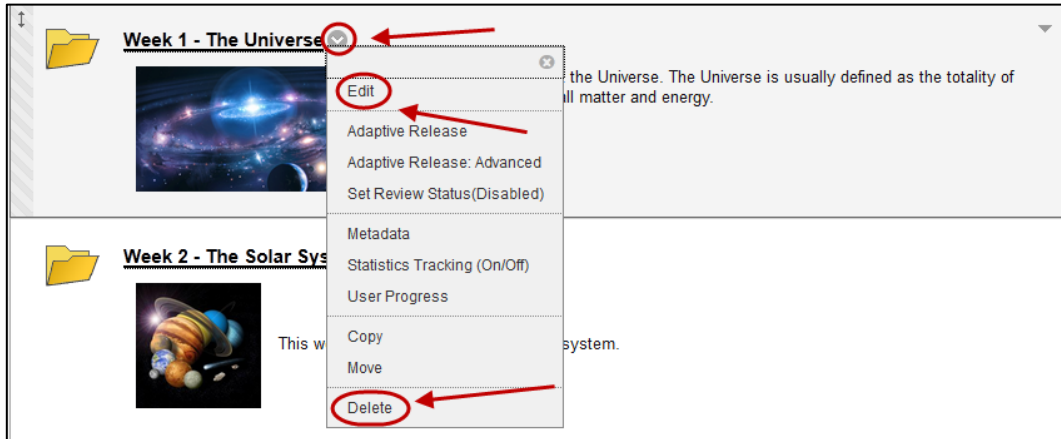 Week 1 - The Universe
the Universe. The Universe is usually defined as the totality of
all matter and energy.
Edit
Adaptive Release
Adaptive Release: Advanced
Set Review Status(Disabled)
Metadata
Statistics Tracking (On/Off)
User Progress
Copy
Move
Delete
Week 2 - The Solar Sys
This w
system.